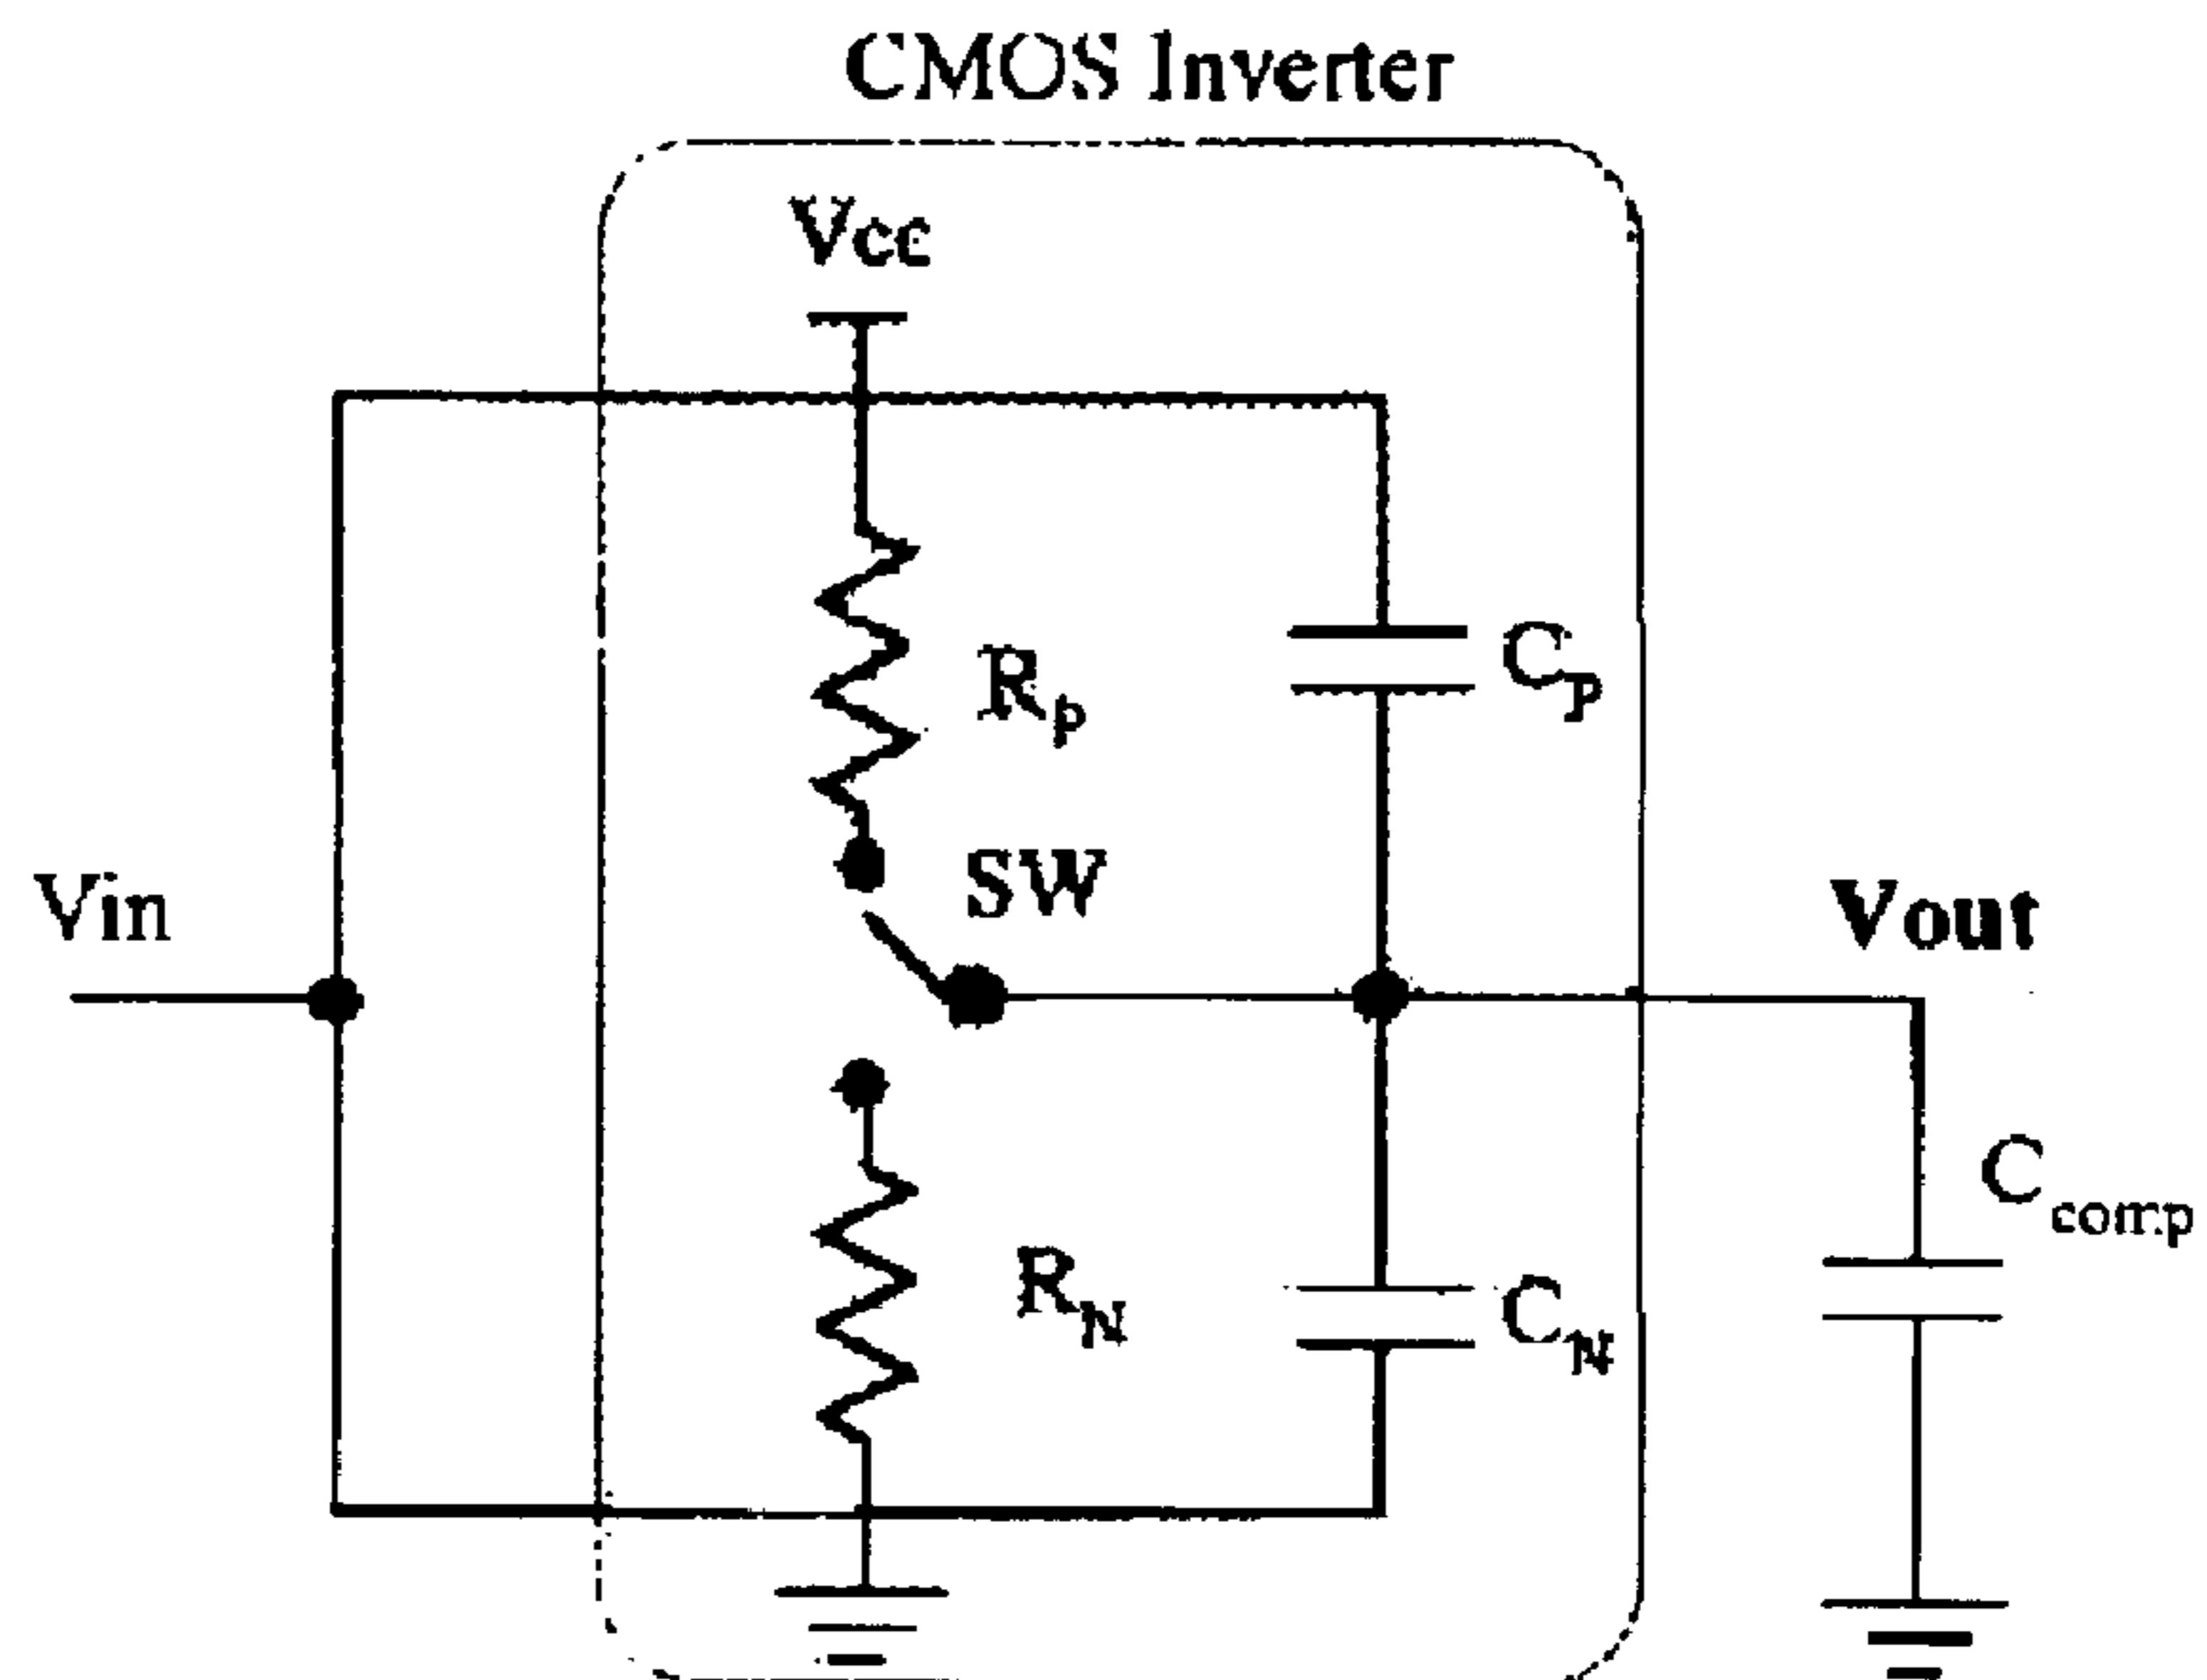 CMOS Inverter
Vcc
Rp
Cp
SW
Vin
Vout
Ccomp
RN
CN